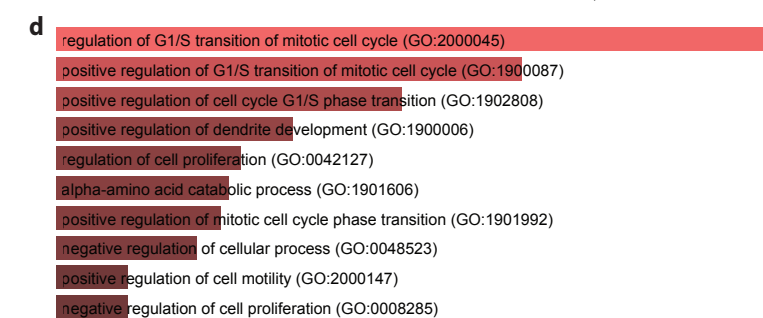 d
regulation of G1/S transition of mitotic cell cycle (GO:2000045)
positive regulation of G1/S transition of mitotic cell cycle (GO:1900087)
positive regulation of cell cycle G1/S phase transition (GO:1902808)
positive regulation of dendrite development (GO:1900006)
regulation of cell proliferation (GO:0042127)
alpha-amino acid catabolic process (GO:1901606)
positive regulation of mitotic cell cycle phase transition (GO:1901992)
negative regulation of cellular process (GO:0048523)
positive regulation of cell motility (GO:2000147)
negative regulation of cell proliferation (GO:0008285)